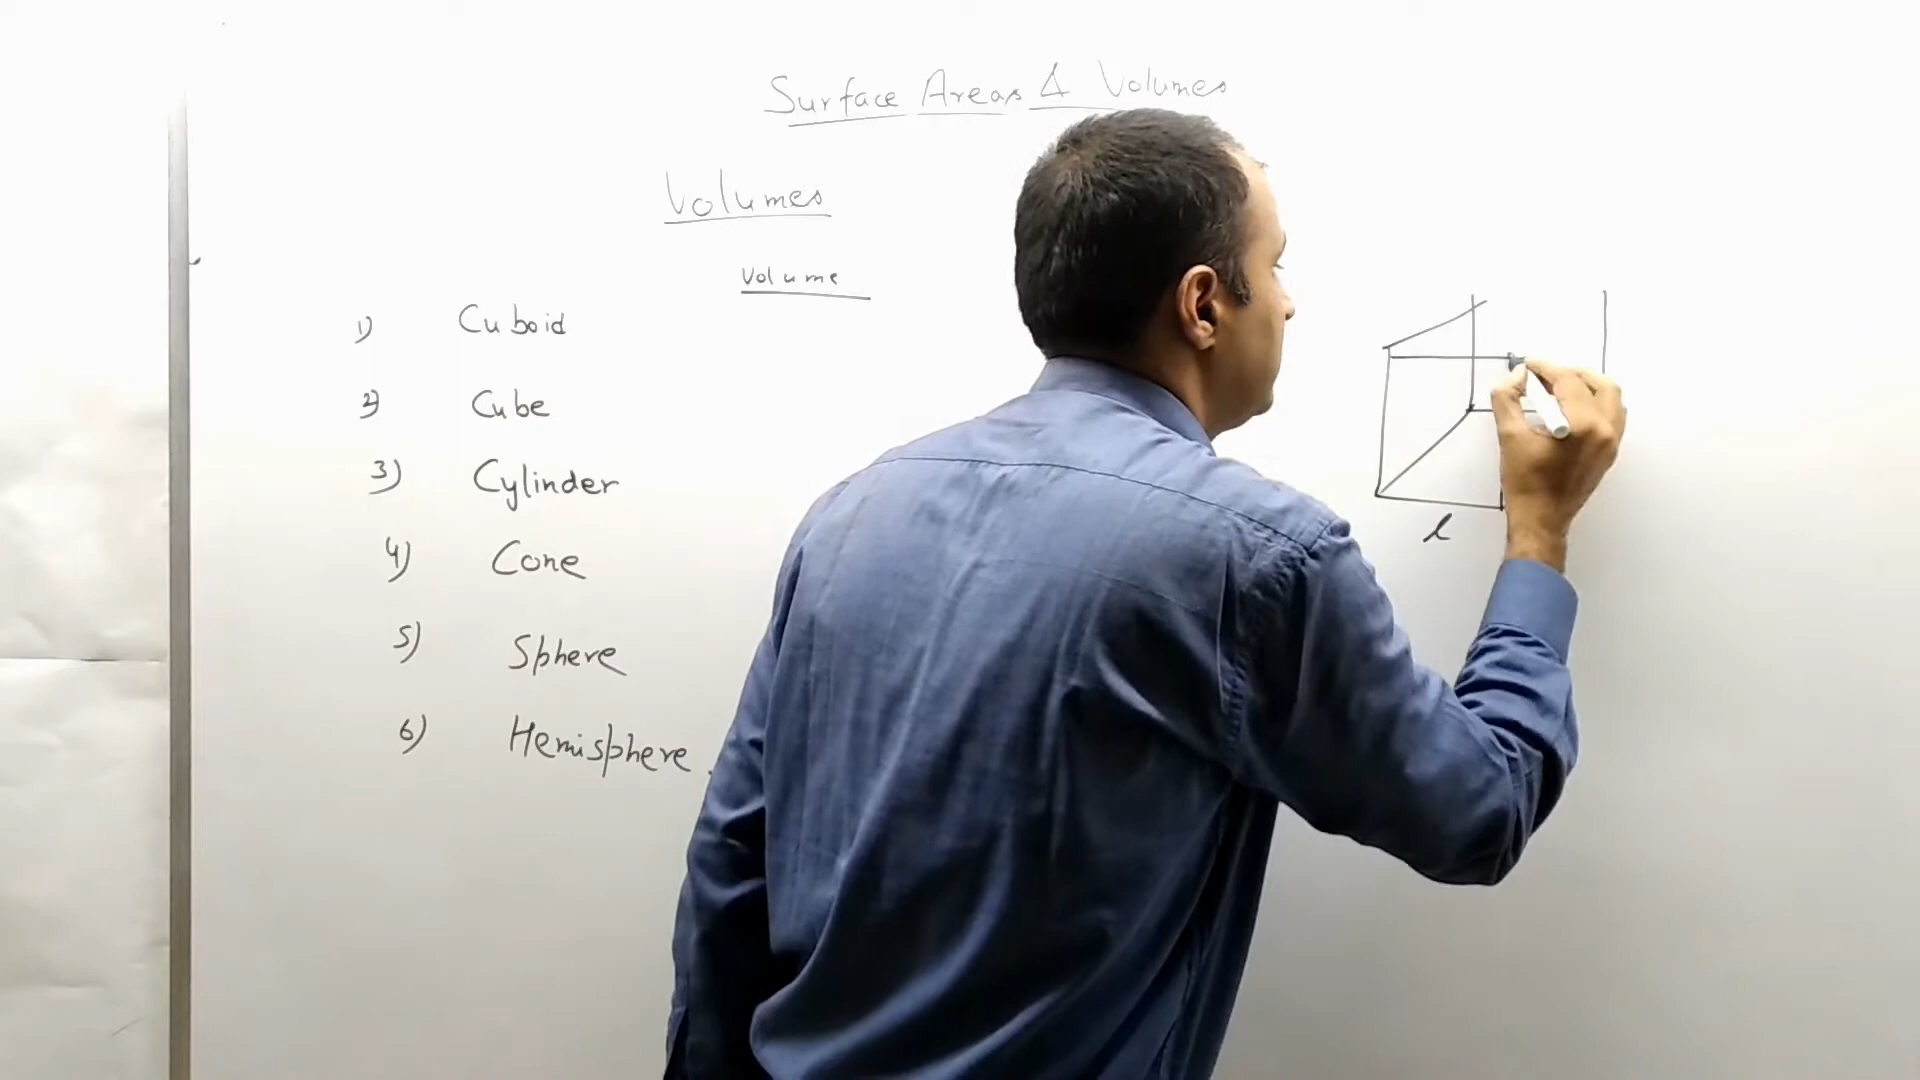 Surface Areas & Volumes
Volumes
Volume
1) Cuboid
2) Cube
3) Cylinder
4) Cone
5) Sphere
6) Hemisphere.
l